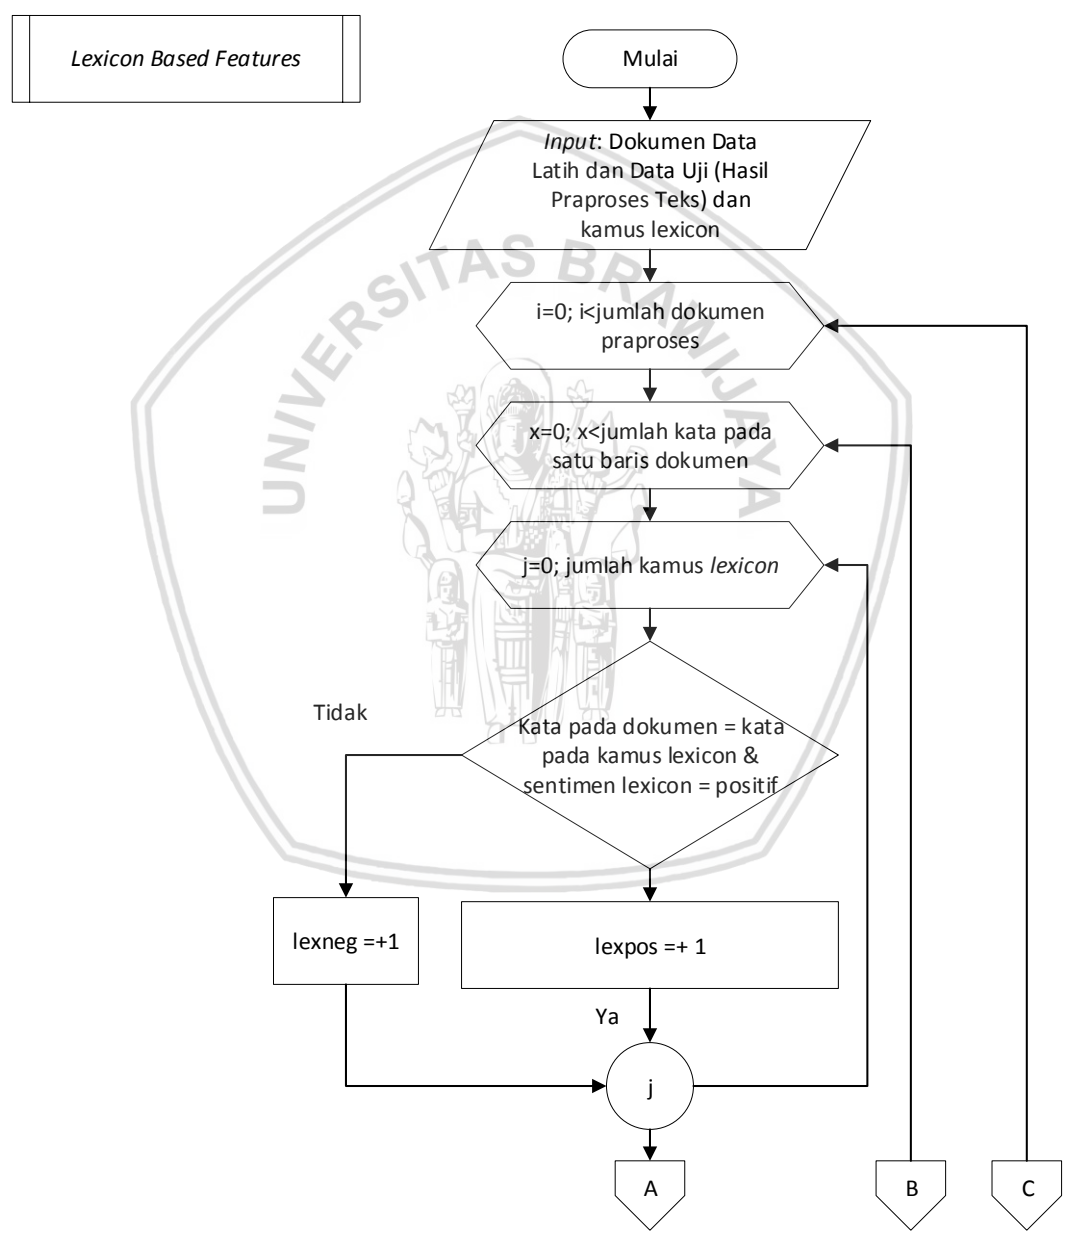 Lexicon Based Features
Mulai
Input: Dokumen Data
Latih dan Data Uji (Hasil
Praproses Teks) dan
kamus lexicon
UNIVERSITAS BRAWIJAYA
i=0; i<jumlah dokumen
praproses
x=0; x<jumlah kata pada
satu baris dokumen
j=0; jumlah kamus lexicon
Tidak
Kata pada dokumen = kata
pada kamus lexicon &
sentimen lexicon = positif
lexneg =+1
lexpos =+ 1
Ya
j
A
B
C